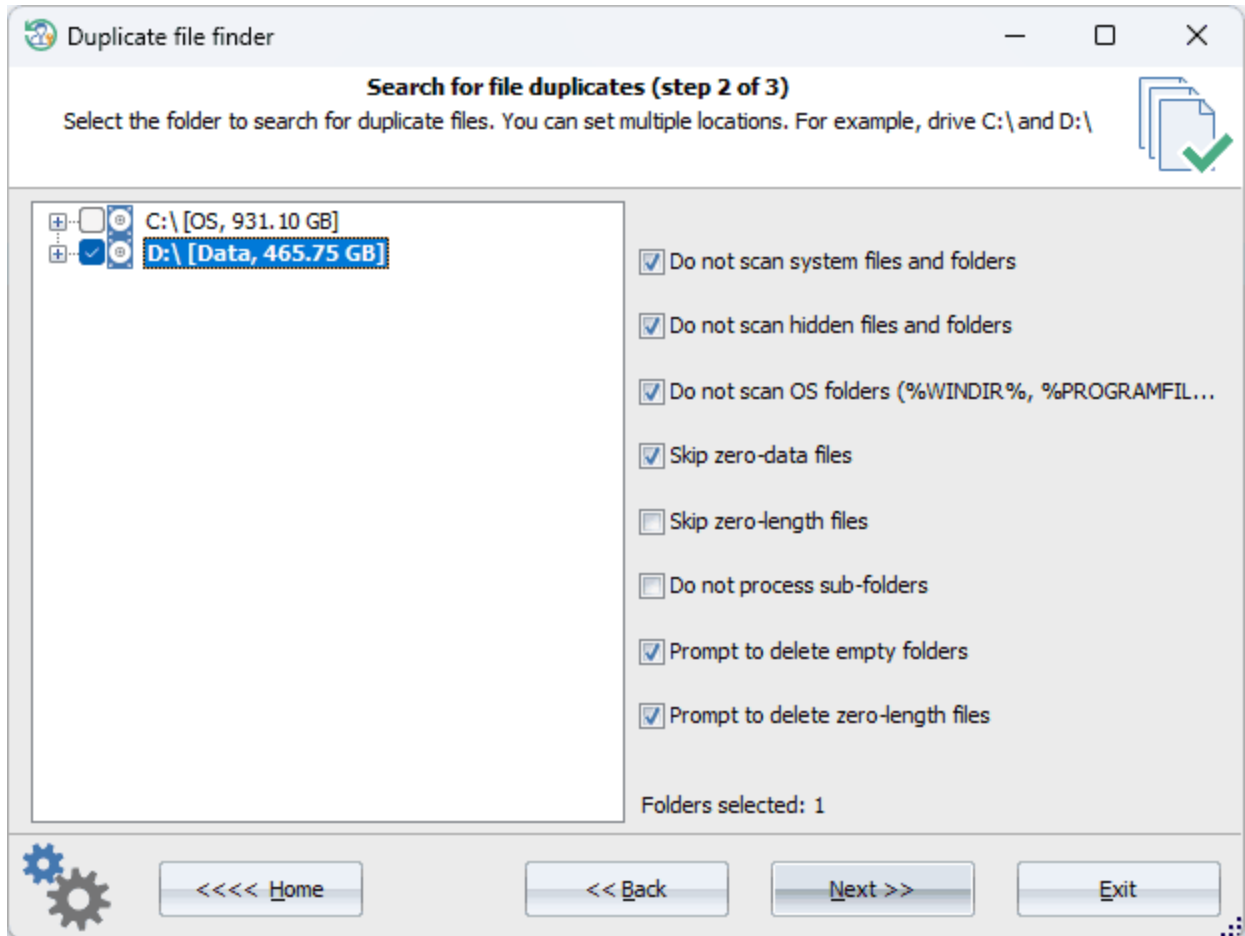 Duplicate file finder
Search for file duplicates (step 2 of 3)
Select the folder to search for duplicate files. You can set multiple locations. For example, drive C:\ and D:\
C:\ [OS, 931.10 GB]
D:\ [Data, 465.75 GB]
Do not scan system files and folders
Do not scan hidden files and folders
Do not scan OS folders (%WINDIR%, %PROGRAMFIL...
Skip zero-data files
Skip zero-length files
Do not process sub-folders
Prompt to delete empty folders
Prompt to delete zero-length files
Folders selected: 1
<<<< Home
<< Back
Next >>
Exit